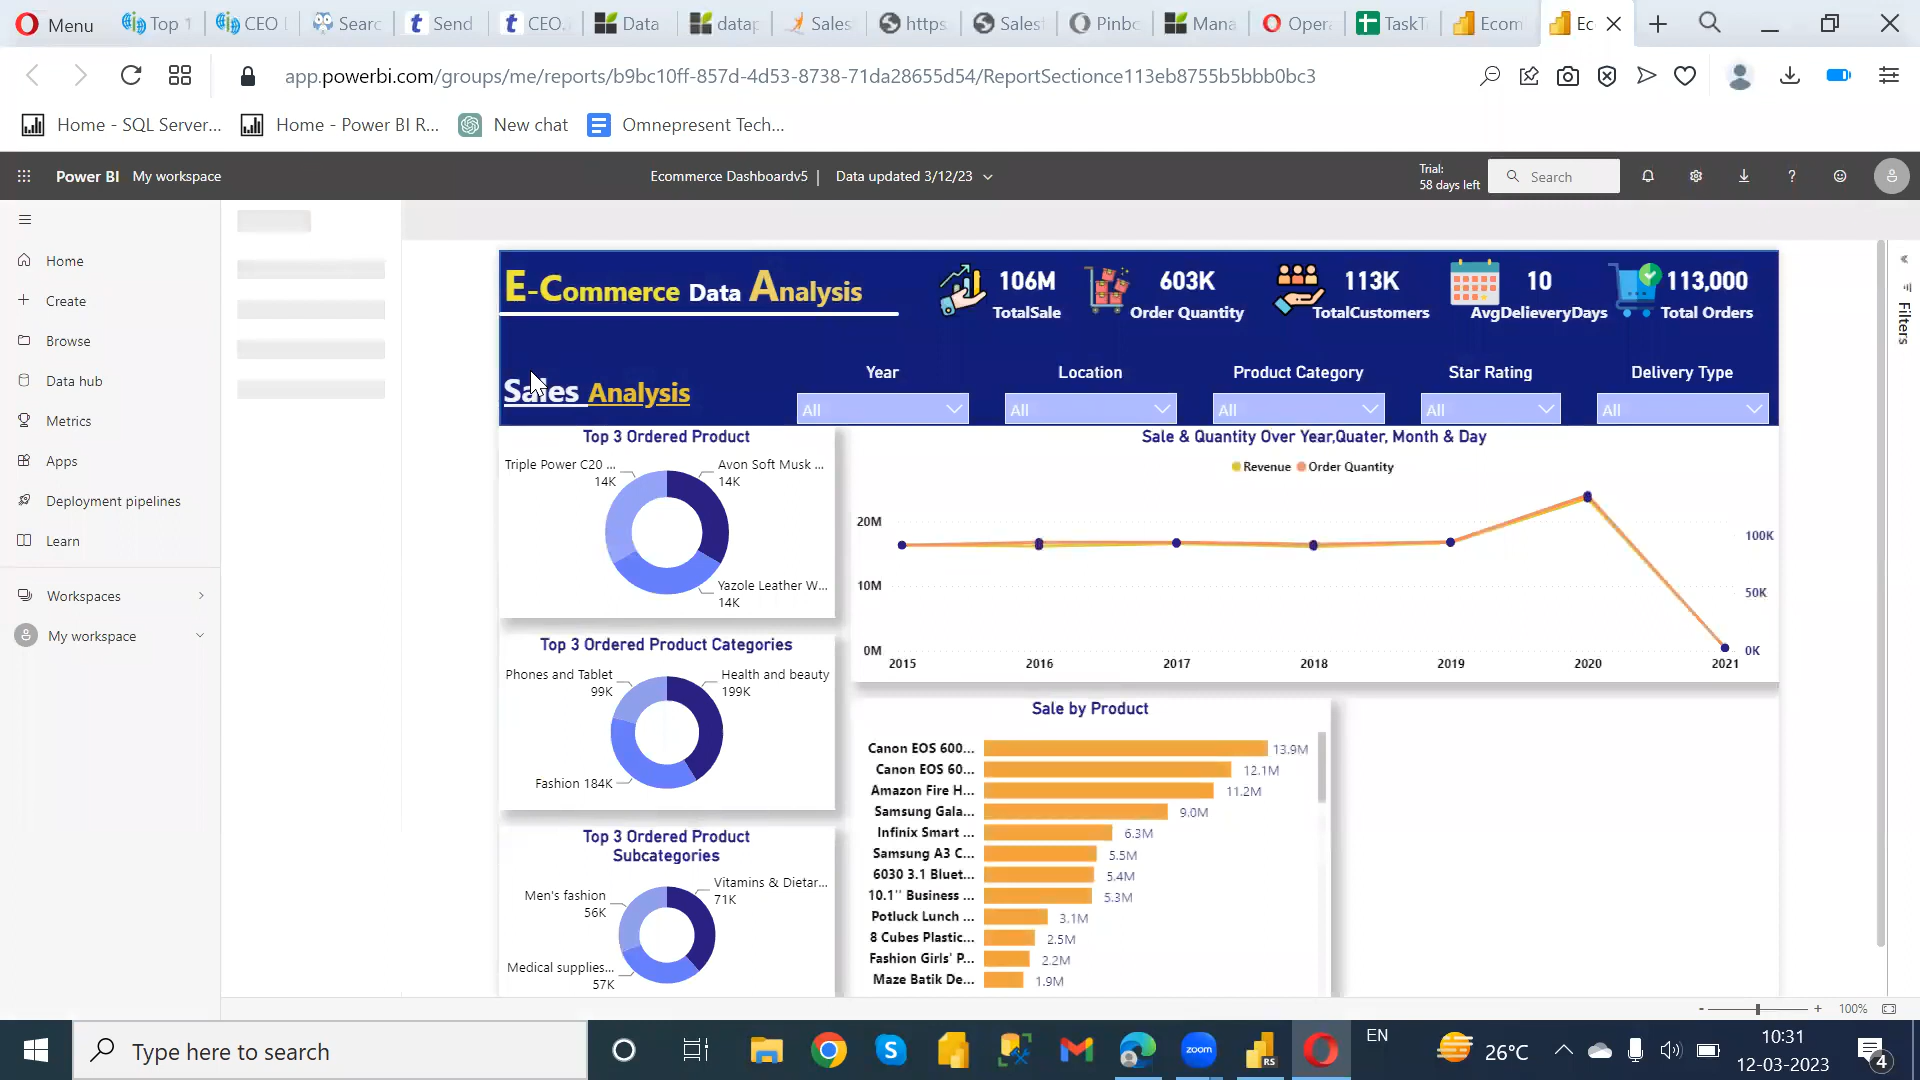 Menu
Top 1
CEO
Searc
Send
CEO.
Data
datap
Sales
https
Salest
Pinbo
Mana
Opera
TaskT
Ecom
Ec
app.powerbi.com/groups/me/reports/b9bc10ff-857d-4d53-8738-71da28655d54/ReportSectionce113eb8755b5bbb0bc3
Home - SQL Server...
Home - Power BI R...
New chat
Omnepresent Tech...
Power BI My workspace
Ecommerce Dashboardv5 | Data updated 3/12/23
Trial:
58 days left
Search
Home
Create
Browse
Data hub
Metrics
Apps
Deployment pipelines
Learn
Workspaces
My workspace
E-Commerce Data Analysis
106M
TotalSale
603K
Order Quantity
113K
TotalCustomers
10
AvgDelieveryDays
113,000
Total Orders
Filters
Sales Analysis
Year
All
Location
All
Product Category
All
Star Rating
All
Delivery Type
All
Top 3 Ordered Product
Triple Power C20 ...
14K
Avon Soft Musk ...
14K
Yazole Leather W...
14K
Top 3 Ordered Product Categories
Phones and Tablet
99K
Health and beauty
199K
Fashion 184K
Top 3 Ordered Product
Subcategories
Men's fashion
56K
Vitamins & Dietar...
71K
Medical supplies...
57K
Sale & Quantity Over Year,Quater, Month & Day
Revenue Order Quantity
20M
10M
0M
100K
50K
0K
2015 2016 2017 2018 2019 2020 2021
Sale by Product
Canon EOS 600... 13.9M
Canon EOS 60... 12.1M
Amazon Fire H... 11.2M
Samsung Gala... 9.0M
Infinix Smart ... 6.3M
Samsung A3 C... 5.5M
6030 3.1 Bluet... 5.4M
10.1'' Business ... 5.3M
Potluck Lunch ... 3.1M
8 Cubes Plastic... 2.5M
Fashion Girls' P... 2.2M
Maze Batik De... 1.9M
- + 100%
Type here to search
zoom
RS
EN
26°C
10:31
12-03-2023
4